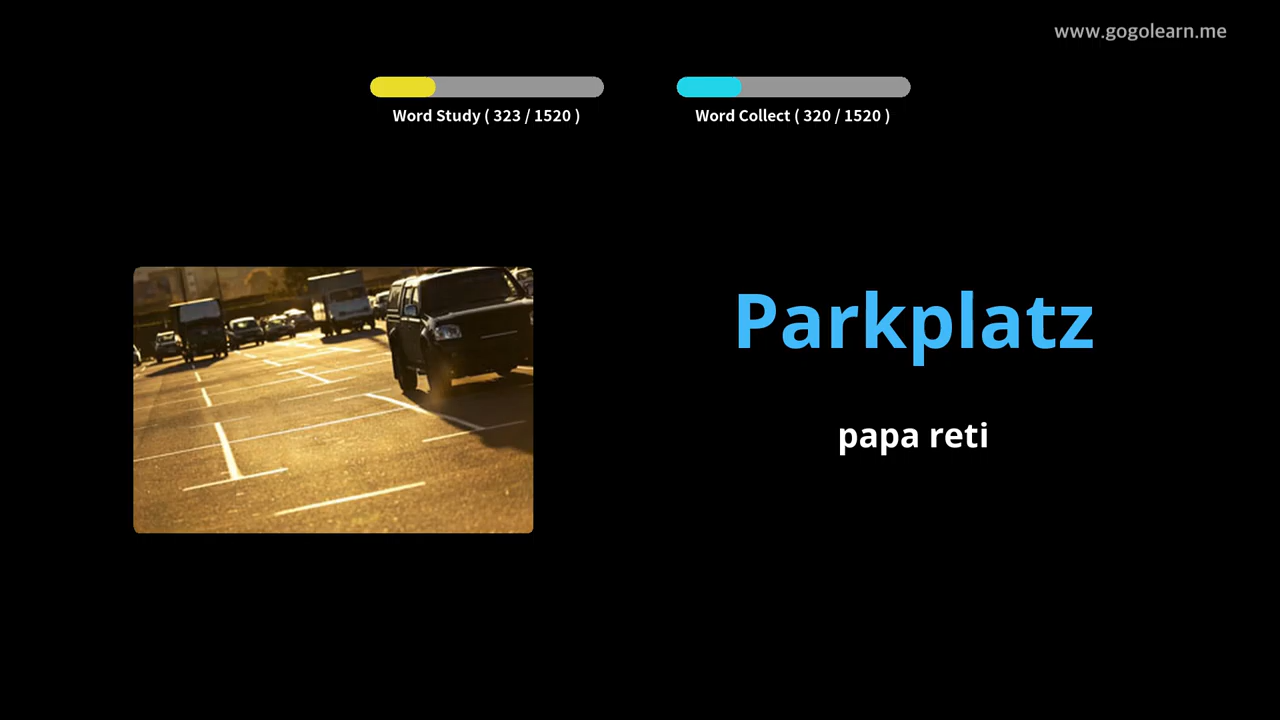 www.gogolearn.me
Word Study ( 323 / 1520 )
Word Collect ( 320 / 1520 )
Parkplatz
papa reti